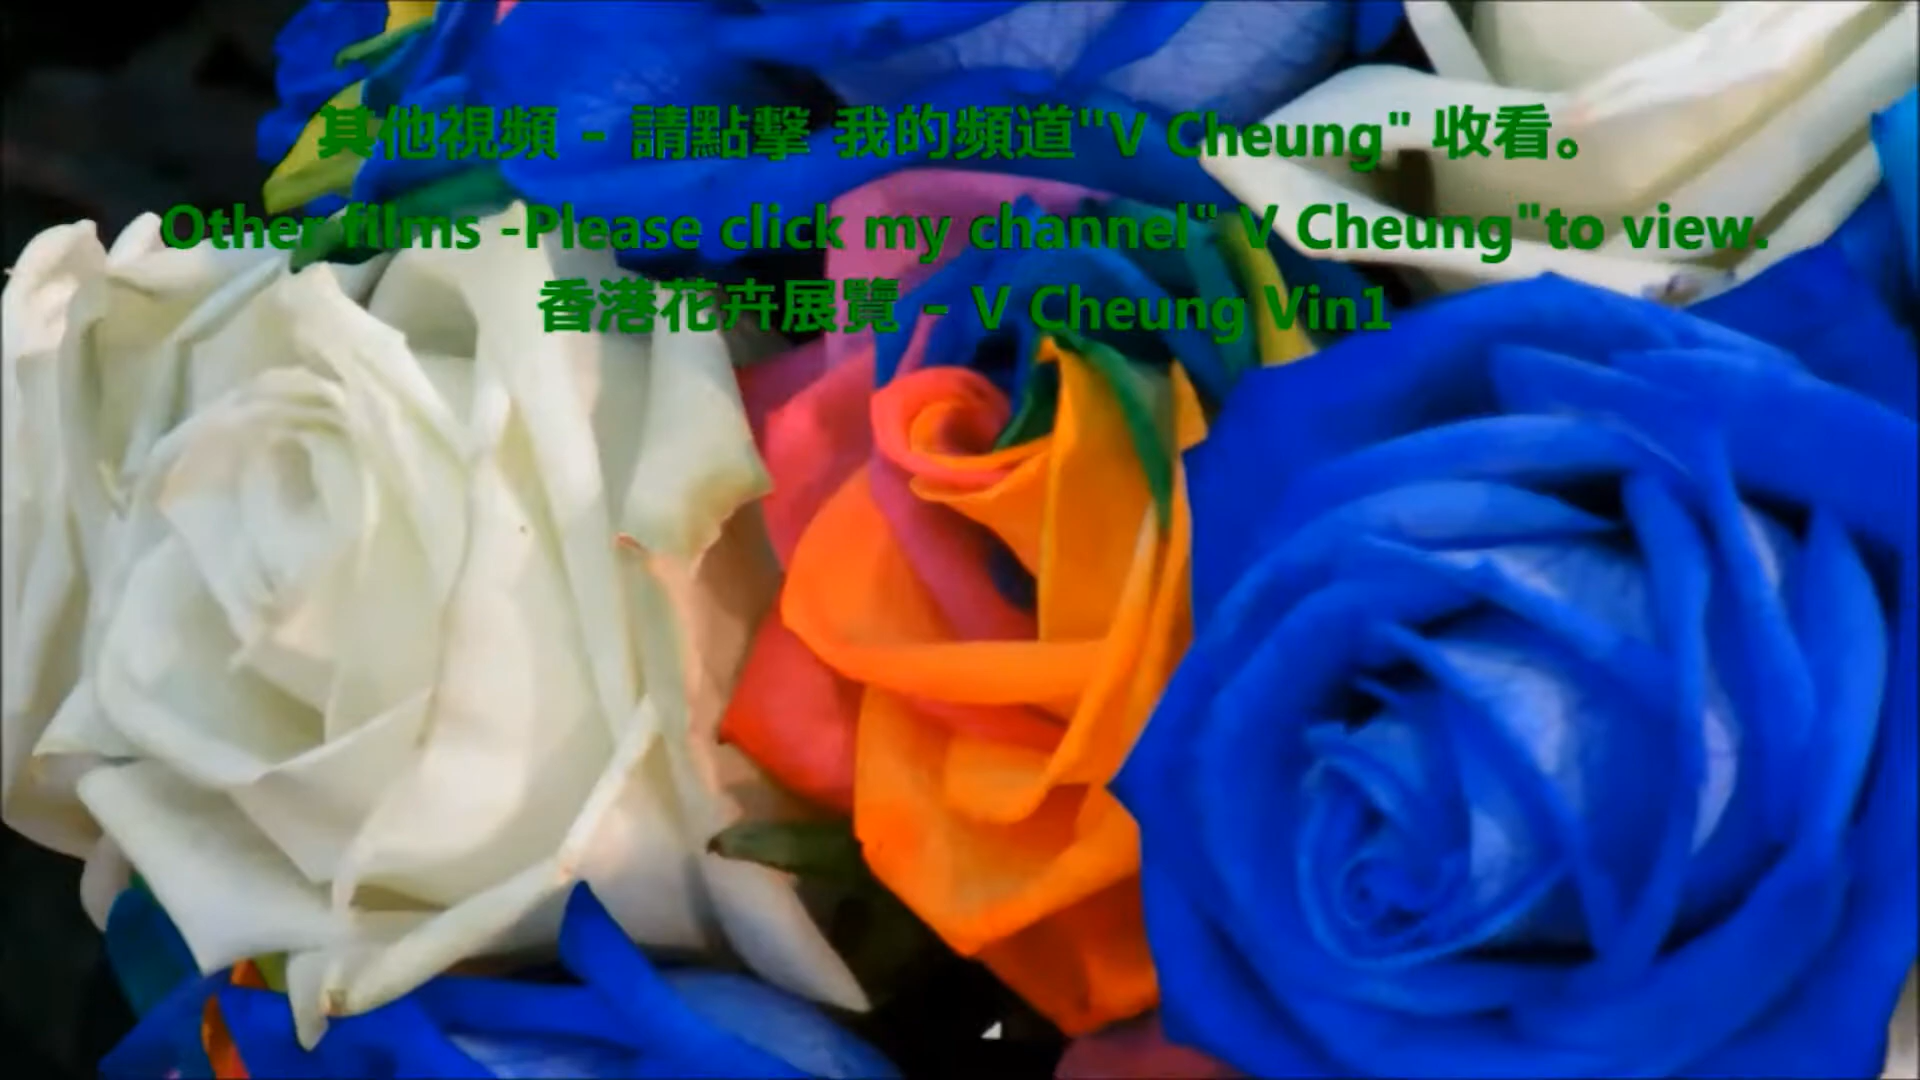 其他視頻 - 請點擊 我的頻道"V Cheung" 收看。
Other films -Please click my channel" V Cheung"to view.
香港花卉展覽 - V Cheung Vin1